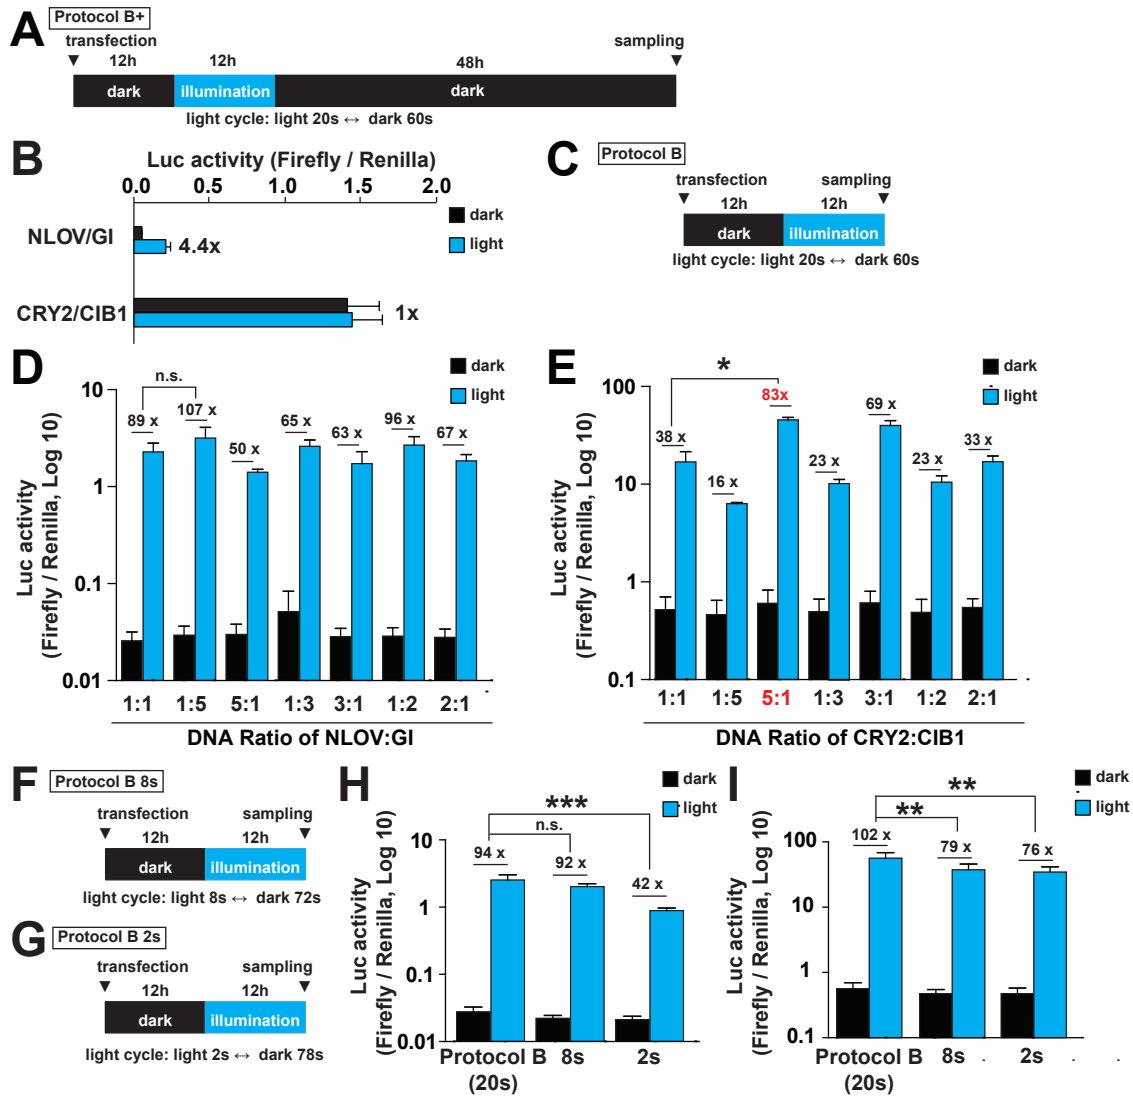 A
Protocol B+
transfection
sampling
12h
12h
48h
dark
illumination
dark
light cycle: light 20s ↔ dark 60s
B
Luc activity (Firefly / Renilla)
0.0 0.5 1.0 1.5 2.0
dark
light
NLOV/GI
4.4x
CRY2/CIB1
1x
C
Protocol B
transfection
sampling
12h
12h
dark
illumination
light cycle: light 20s ↔ dark 60s
D
dark
light
n.s.
Luc activity
(Firefly / Renilla, Log 10)
10
1
0.1
0.01
89 x
107 x
50 x
65 x
63 x
96 x
67 x
1:1 1:5 5:1 1:3 3:1 1:2 2:1
DNA Ratio of NLOV:GI
E
dark
light
*
Luc activity
(Firefly / Renilla, Log 10)
100
10
1
0.1
38 x
16 x
83x
23 x
69 x
23 x
33 x
1:1 1:5 5:1 1:3 3:1 1:2 2:1
DNA Ratio of CRY2:CIB1
F
Protocol B 8s
transfection
sampling
12h
12h
dark
illumination
light cycle: light 8s ↔ dark 72s
G
Protocol B 2s
transfection
sampling
12h
12h
dark
illumination
light cycle: light 2s ↔ dark 78s
H
dark
light
***
n.s.
Luc activity
(Firefly / Renilla, Log 10)
10
1
0.1
0.01
94 x
92 x
42 x
Protocol B 8s 2s
(20s)
I
dark
light
**
**
Luc activity
(Firefly / Renilla, Log 10)
100
10
1
0.1
102 x
79 x
76 x
Protocol B 8s 2s
(20s)